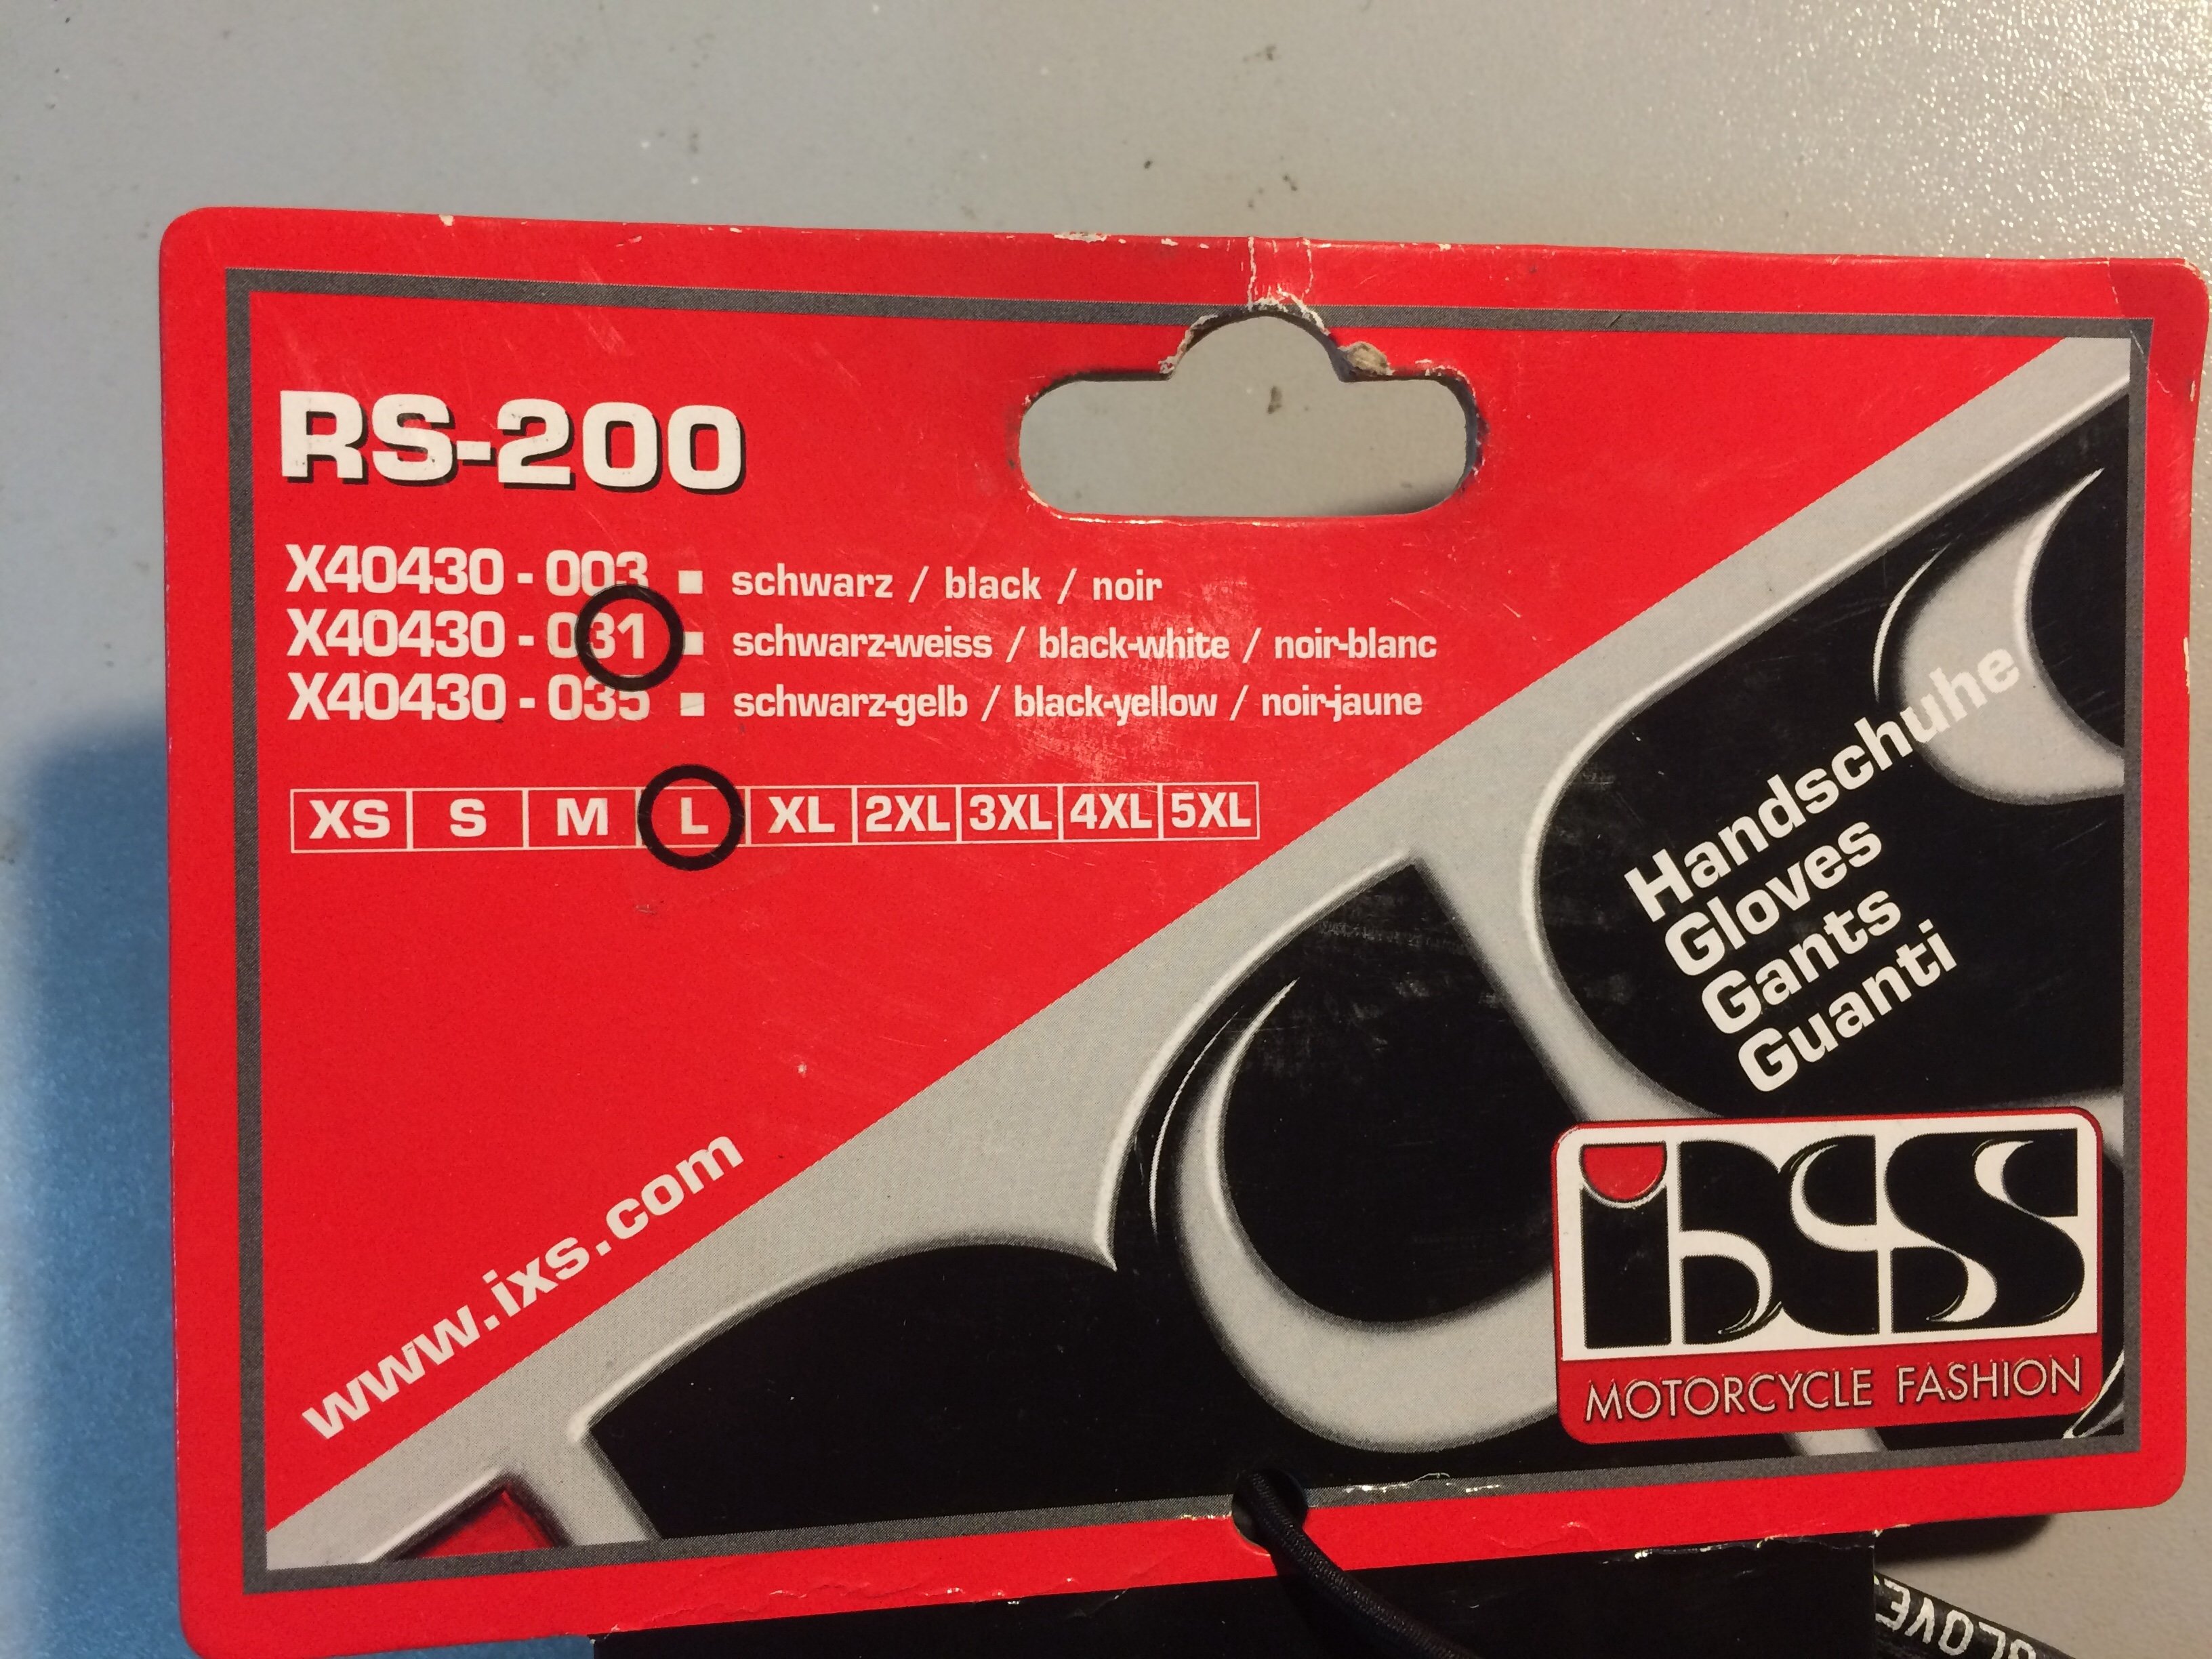 RS-200
X40430 - 003 ■ schwarz / black / noir
X40430 - 031 ■ schwarz-weiss / black-white / noir-blanc
X40430 - 035 ■ schwarz-gelb / black-yellow / noir-jaune
XS S M L XL 2XL 3XL 4XL 5XL
Handschuhe
Gloves
Gants
Guanti
www.ixs.com
ixs
MOTORCYCLE FASHION